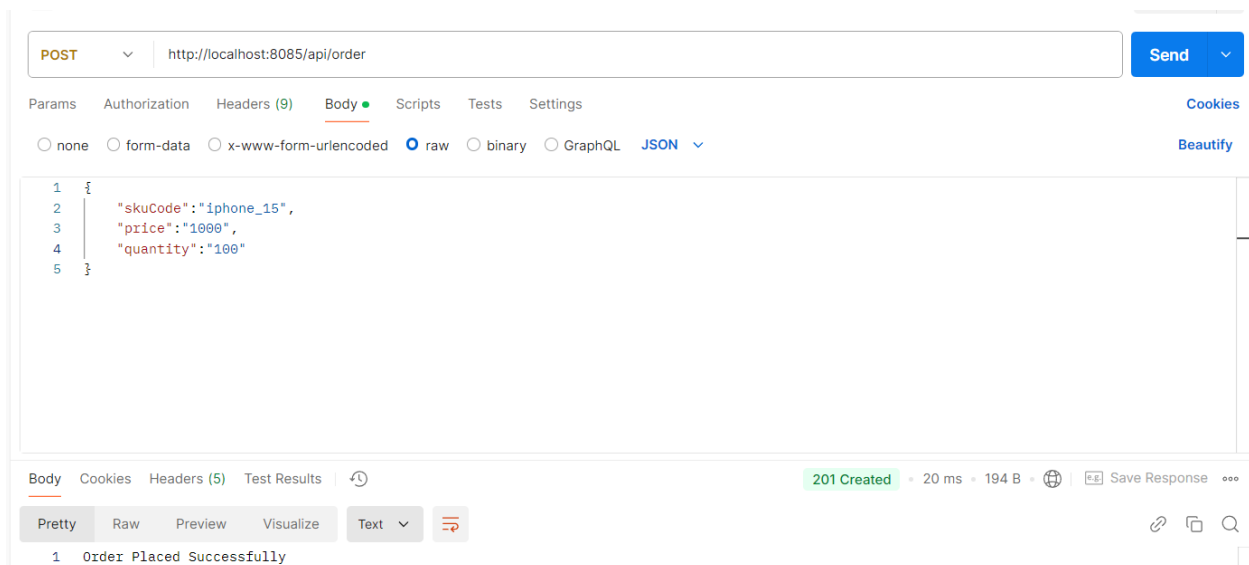 POST http://localhost:8085/api/order Send
Params Authorization Headers (9) Body Scripts Tests Settings Cookies
none form-data x-www-form-urlencoded raw binary GraphQL JSON Beautify
1 {
2 "skuCode":"iphone_15",
3 "price":"1000",
4 "quantity":"100"
5 }
Body Cookies Headers (5) Test Results 201 Created 20 ms 194 B e.g. Save Response
Pretty Raw Preview Visualize Text
1 Order Placed Successfully